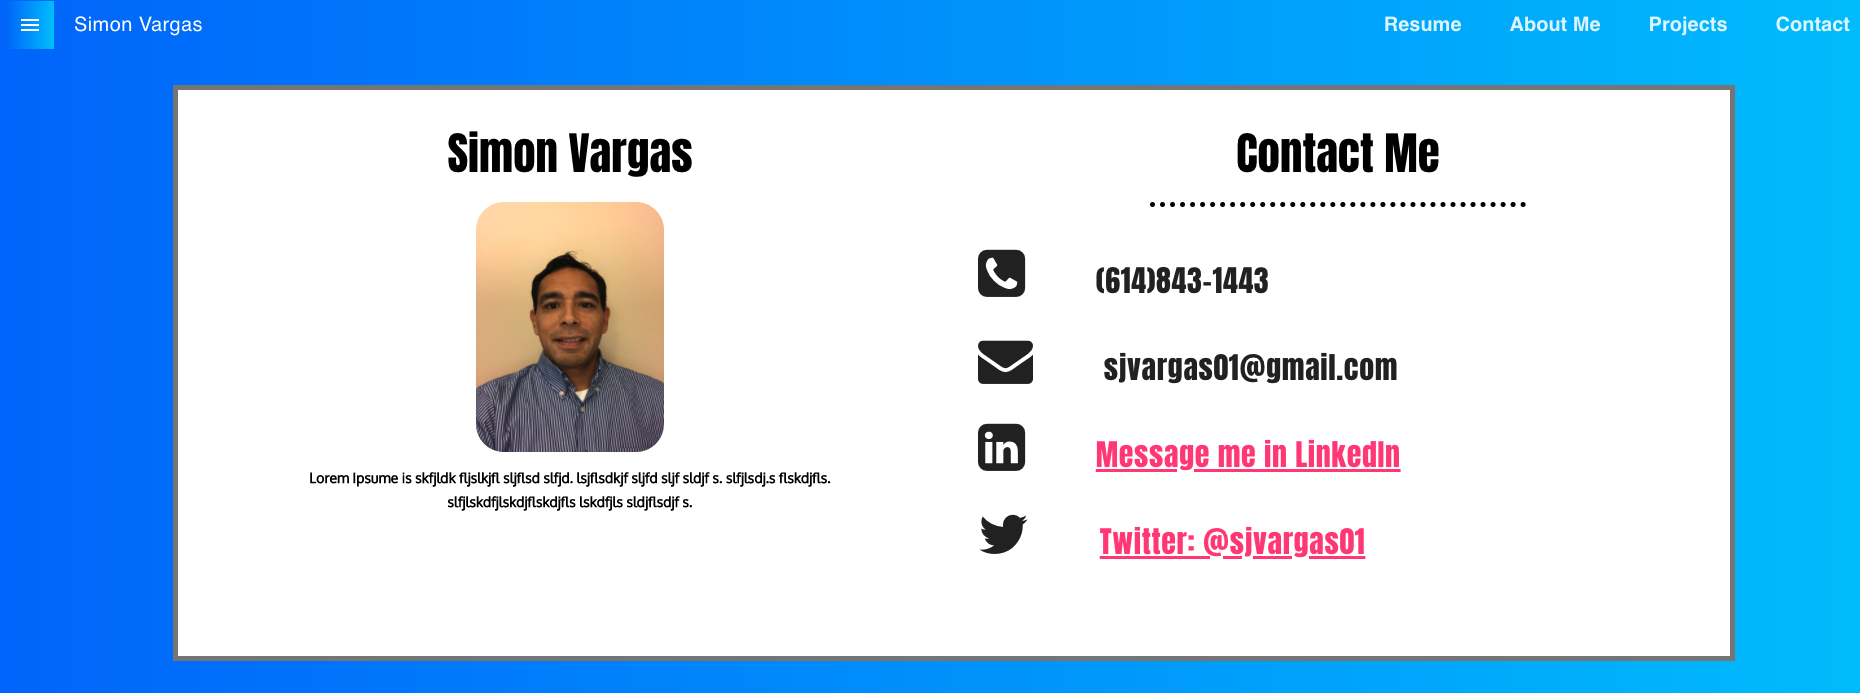 Simon Vargas
Resume About Me Projects Contact
Simon Vargas
Lorem Ipsume is skfjldk fljslkjfl sljflsd slfjd. lsjflsdkjf sljfd sljf sldjf s. slfjlsdj.s flskdjfls.
slfjlskdfjlskdjflskdjfls lskdfjls sldjflsdjf s.
Contact Me
(614)843-1443
sjvargas01@gmail.com
in
Message me in LinkedIn
Twitter: @sjvargas01